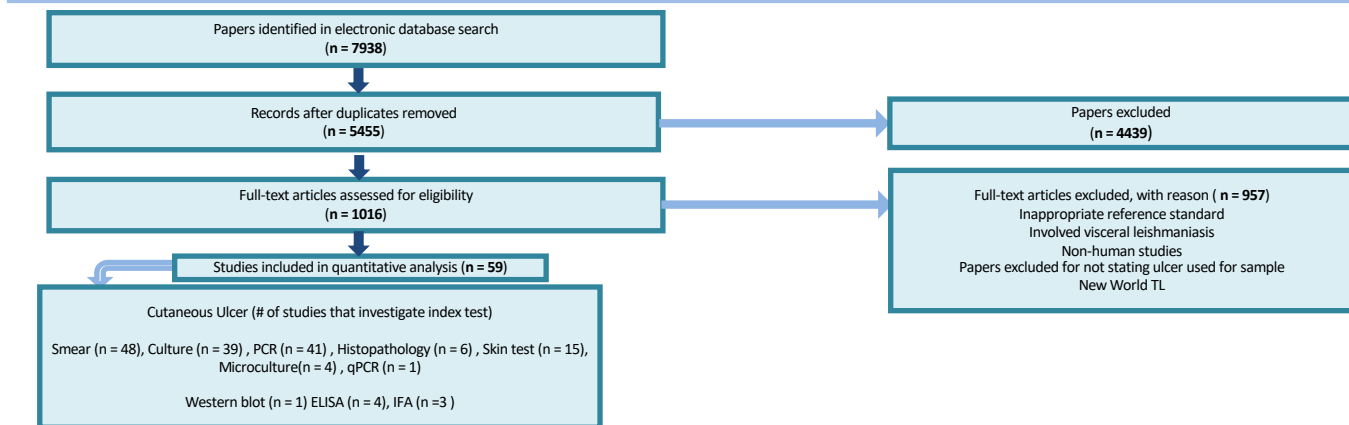 Papers identified in electronic database search
(n = 7938)
Records after duplicates removed
(n = 5455)
Papers excluded
(n = 4439)
Full-text articles assessed for eligibility
(n = 1016)
Full-text articles excluded, with reason ( n = 957)
Inappropriate reference standard
Involved visceral leishmaniasis
Non-human studies
Papers excluded for not stating ulcer used for sample
New World TL
Studies included in quantitative analysis (n = 59)
Cutaneous Ulcer (# of studies that investigate index test)
Smear (n = 48), Culture (n = 39) , PCR (n = 41) , Histopathology (n = 6) , Skin test (n = 15),
Microculture(n = 4) , qPCR (n = 1)
Western blot (n = 1) ELISA (n = 4), IFA (n =3 )